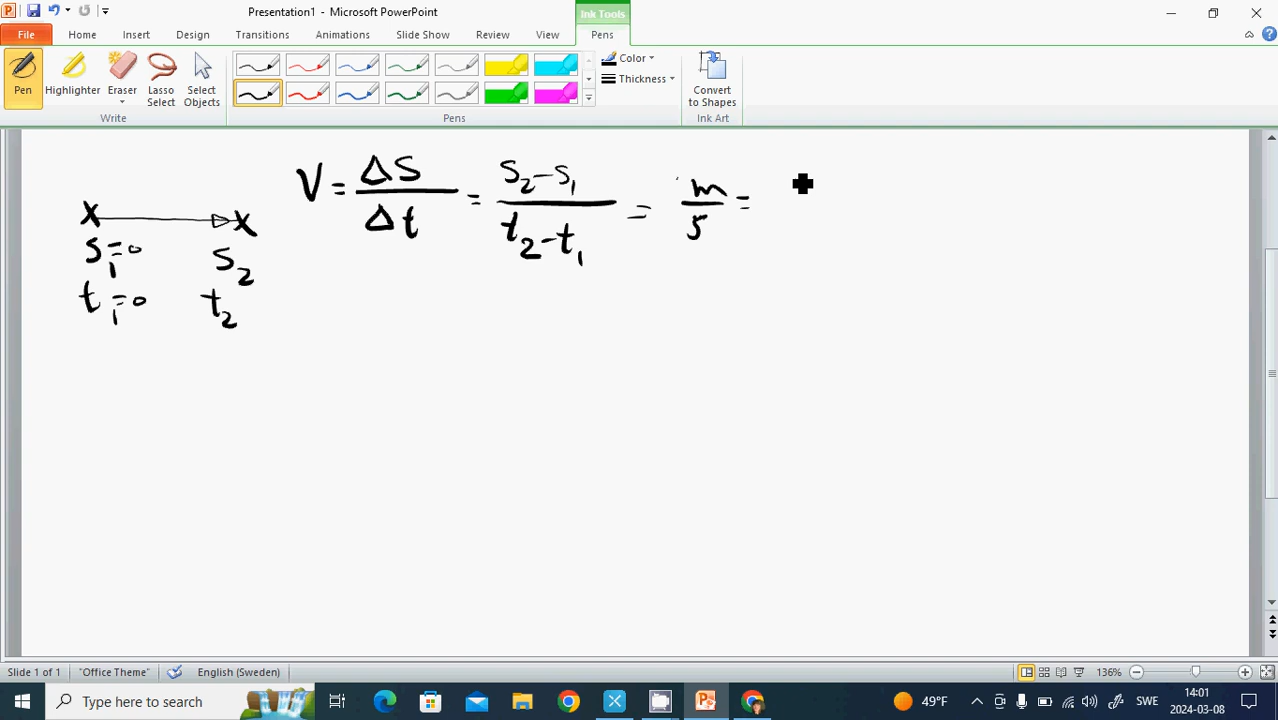 Presentation1 - Microsoft PowerPoint
Ink Tools
File Home Insert Design Transitions Animations Slide Show Review View Pens
Pen Highlighter Eraser Lasso Select Select Objects
Color
Thickness
Convert to Shapes
Write Pens Ink Art
V = ΔS / Δt = S₂-S₁ / t₂-t₁ = m / s =
X X
S₁=0 S₂
t₁=0 t₂
Slide 1 of 1 "Office Theme" English (Sweden) 136%
Type here to search
49°F SWE 14:01
2024-03-08